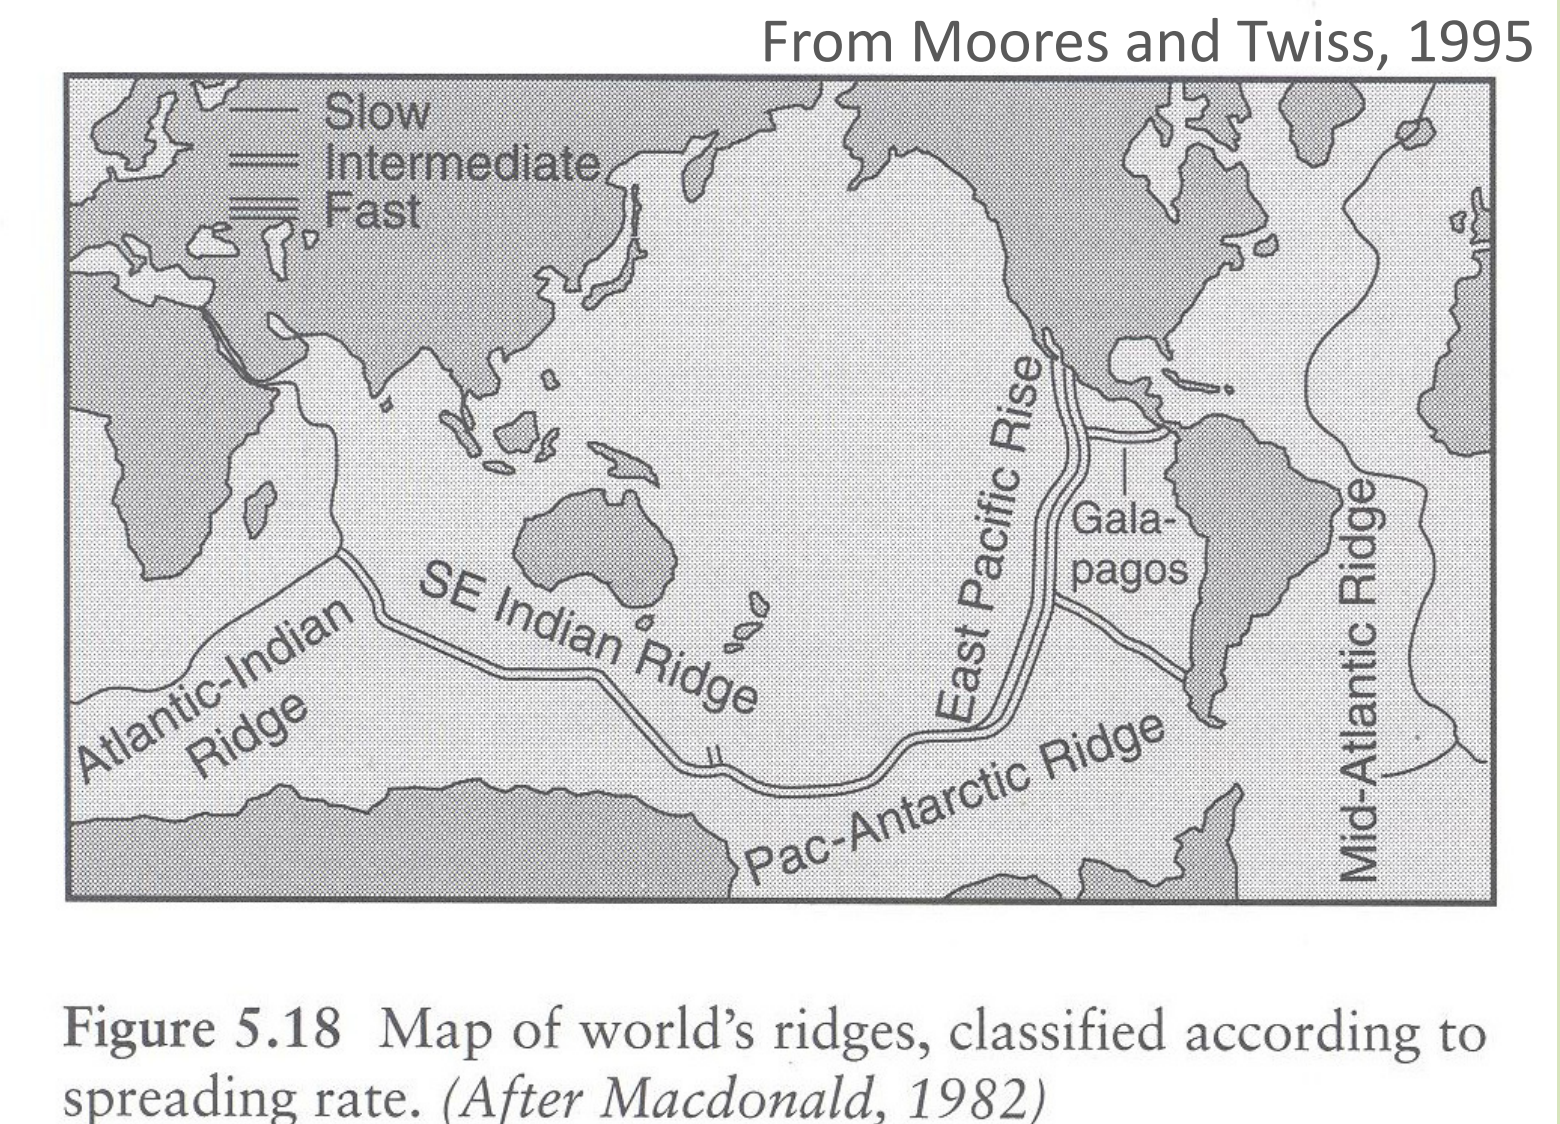 From Moores and Twiss, 1995
Slow
Intermediate
Fast
East Pacific Rise
Gala-
pagos
SE Indian Ridge
Atlantic-Indian
Ridge
Pac-Antarctic Ridge
Mid-Atlantic Ridge
Figure 5.18 Map of world’s ridges, classified according to
spreading rate. (After Macdonald, 1982)